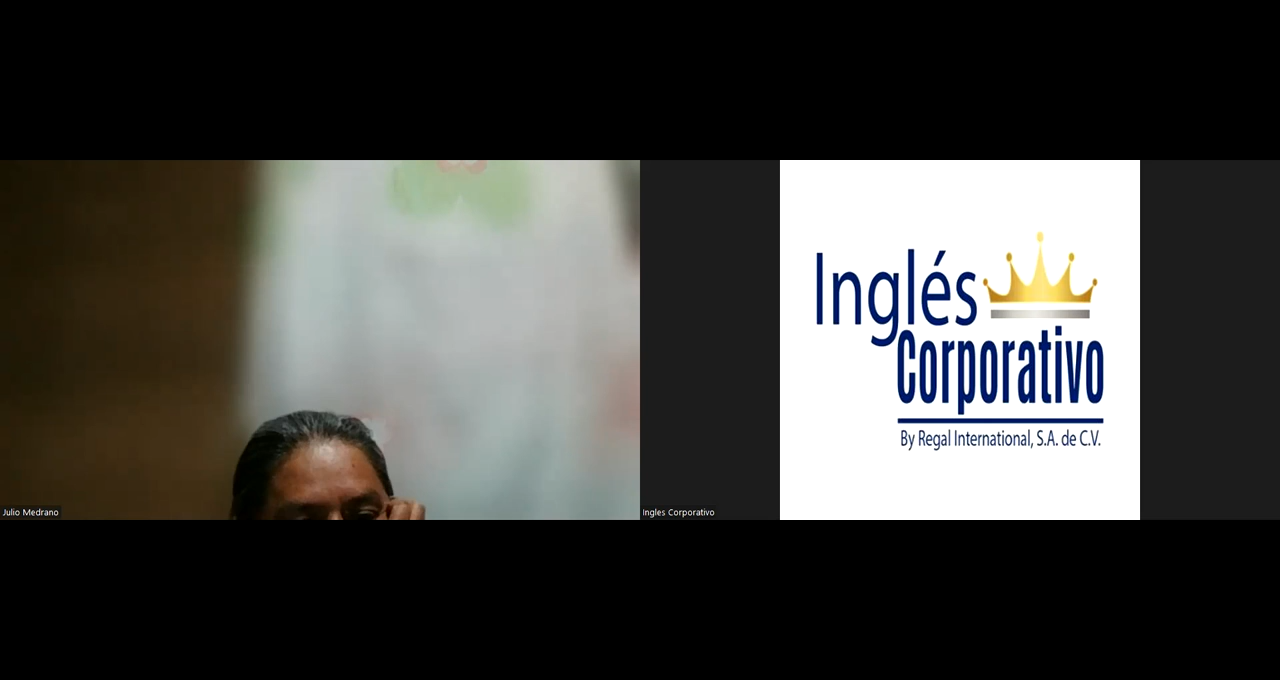 Inglés
Corporativo
By Regal International, S.A. de C.V.
Julio Medrano
Ingles Corporativo